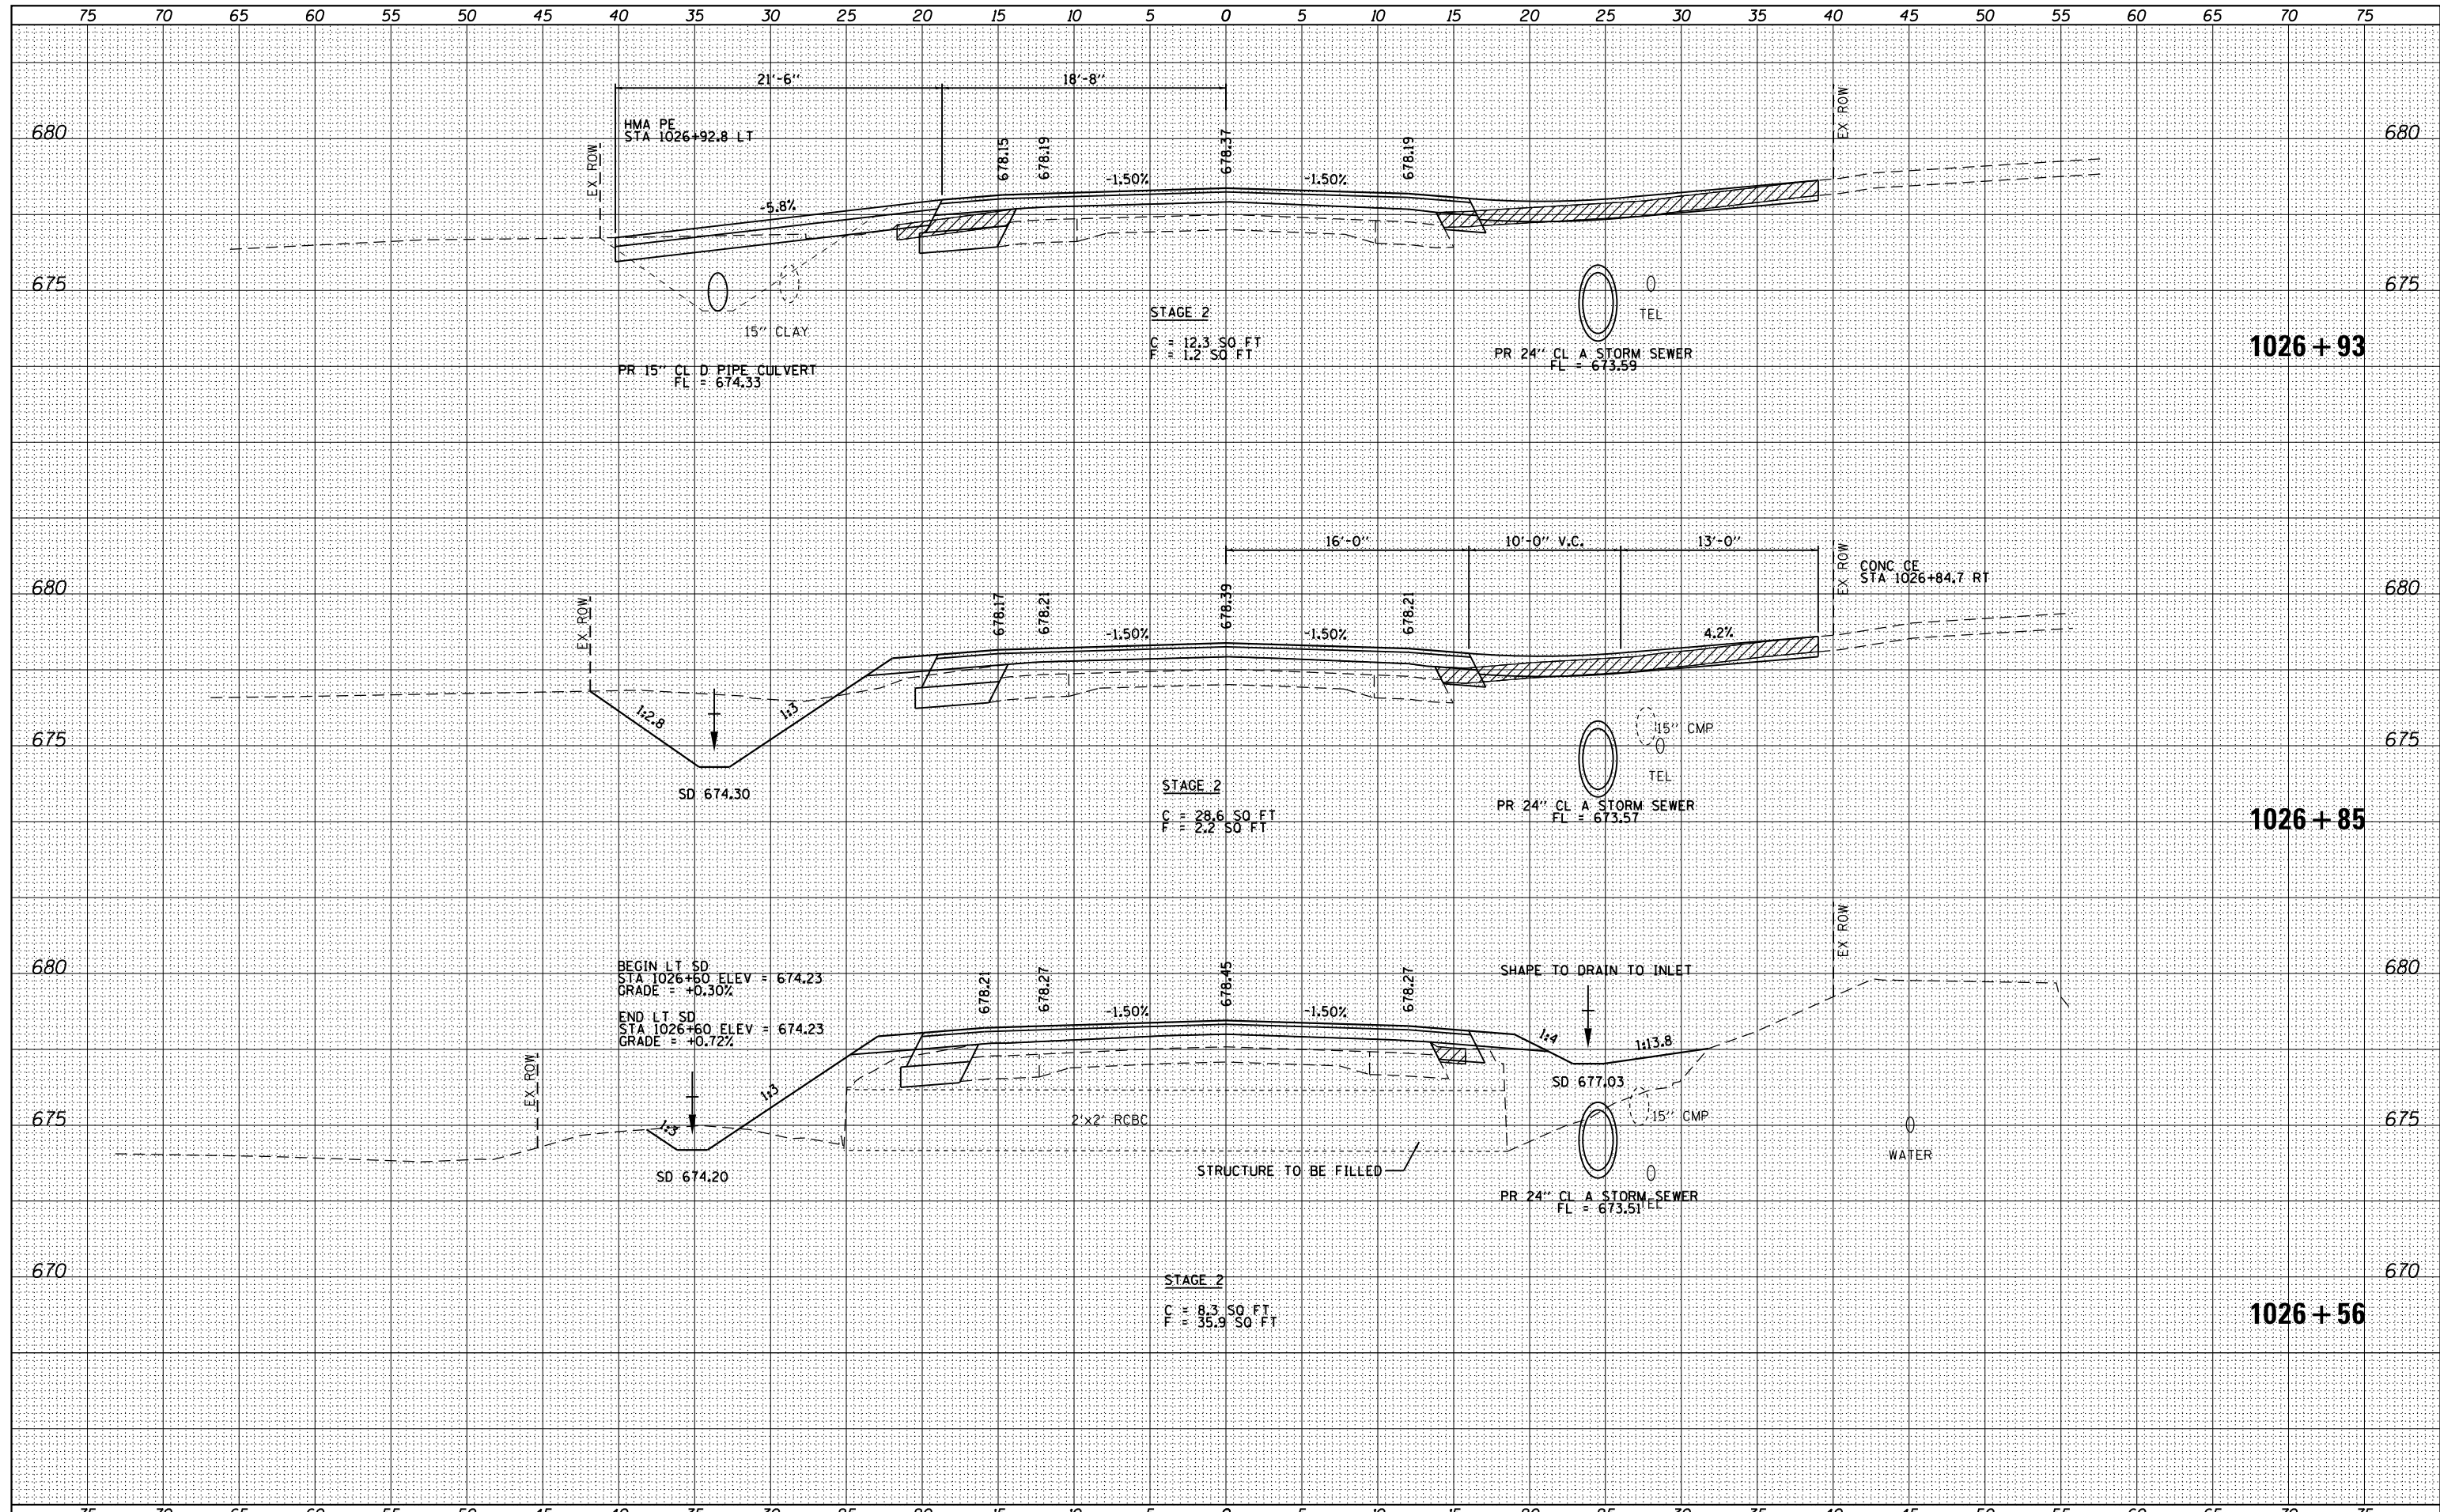 75 70 65 60 55 50 45 40 35 30 25 20 15 10 5 0 5 10 15 20 25 30 35 40 45 50 55 60 65 70 75
21'-6" 18'-8"
HMA PE
STA 1026+92.8 LT
EX ROW
EX ROW
680 680
678.15 678.19 678.37 678.19
-5.8% -1.50% -1.50%
675 675
15" CLAY
TEL
STAGE 2
C = 12.3 SQ FT
F = 1.2 SQ FT
PR 24" CL A STORM SEWER
FL = 673.59
1026+93
PR 15" CL D PIPE CULVERT
FL = 674.33
16'-0" 10'-0" V.C. 13'-0"
EX ROW
EX ROW
CONC CE
STA 1026+84.7 RT
680 680
678.17 678.21 678.39 678.21
-1.50% -1.50% 4.2%
1:2.8 1:3
15" CMP
675 675
TEL
SD 674.30
STAGE 2
C = 28.6 SQ FT
F = 2.2 SQ FT
PR 24" CL A STORM SEWER
FL = 673.57
1026+85
EX ROW
680 680
BEGIN LT SD
STA 1026+60 ELEV = 674.23
GRADE = +0.30%
END LT SD
STA 1026+60 ELEV = 674.23
GRADE = +0.72%
678.21 678.27 678.45 678.27
SHAPE TO DRAIN TO INLET
-1.50% -1.50%
1:4 1:13.8
EX ROW
1:3 1:3
SD 677.03
15" CMP
675 675
2'x2' RCBC
WATER
SD 674.20
STRUCTURE TO BE FILLED
PR 24" CL A STORM SEWER
TEL
FL = 673.51
670 670
STAGE 2
C = 8.3 SQ FT
F = 35.9 SQ FT
1026+56
75 70 65 60 55 50 45 40 35 30 25 20 15 10 5 0 5 10 15 20 25 30 35 40 45 50 55 60 65 70 75